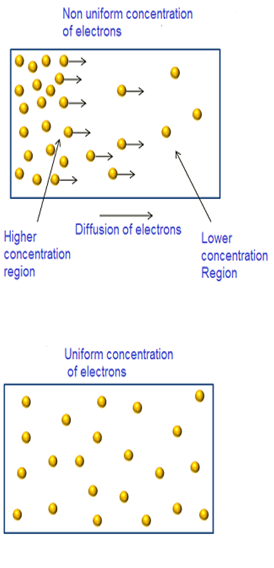 Non uniform concentration
of electrons
Diffusion of electrons
Higher
concentration
region
Lower
concentration
Region
Uniform concentration
of electrons